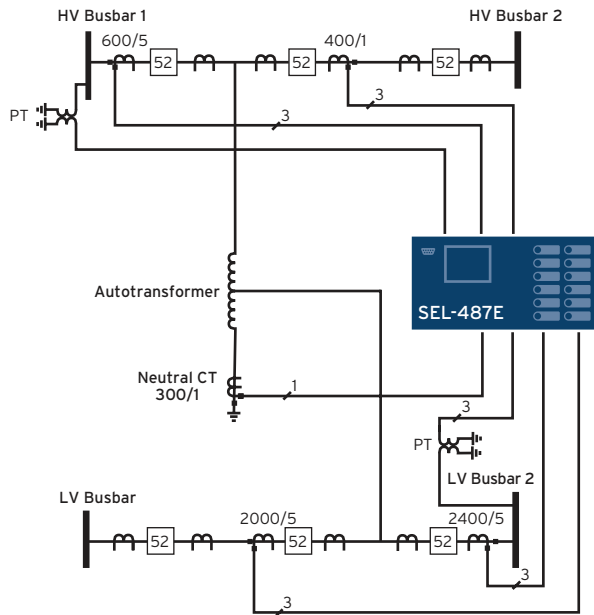 HV Busbar 1
HV Busbar 2
600/5
400/1
52
52
52
3
PT
3
SEL-487E
Autotransformer
Neutral CT
300/1
1
3
PT
LV Busbar
LV Busbar 2
2000/5
2400/5
52
52
52
3
3